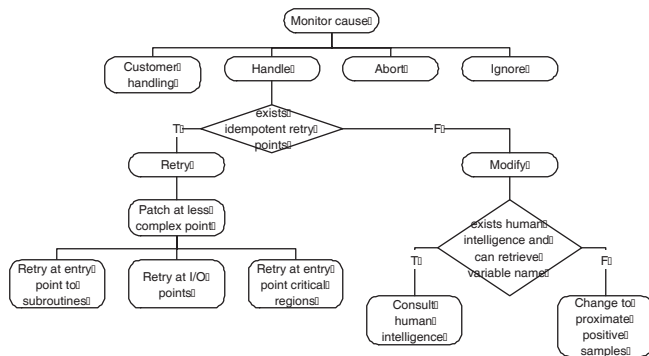 Monitor cause
Customer
handling
Handle
Abort
Ignore
exists
idempotent retry
points
T
F
Retry
Modify
Patch at less
complex point
exists human
intelligence and
can retrieve
variable name
T
F
Retry at entry
point to
subroutines
Retry at I/O
points
Retry at entry
point critical
regions
Consult
human
intelligence
Change to
proximate
positive
samples